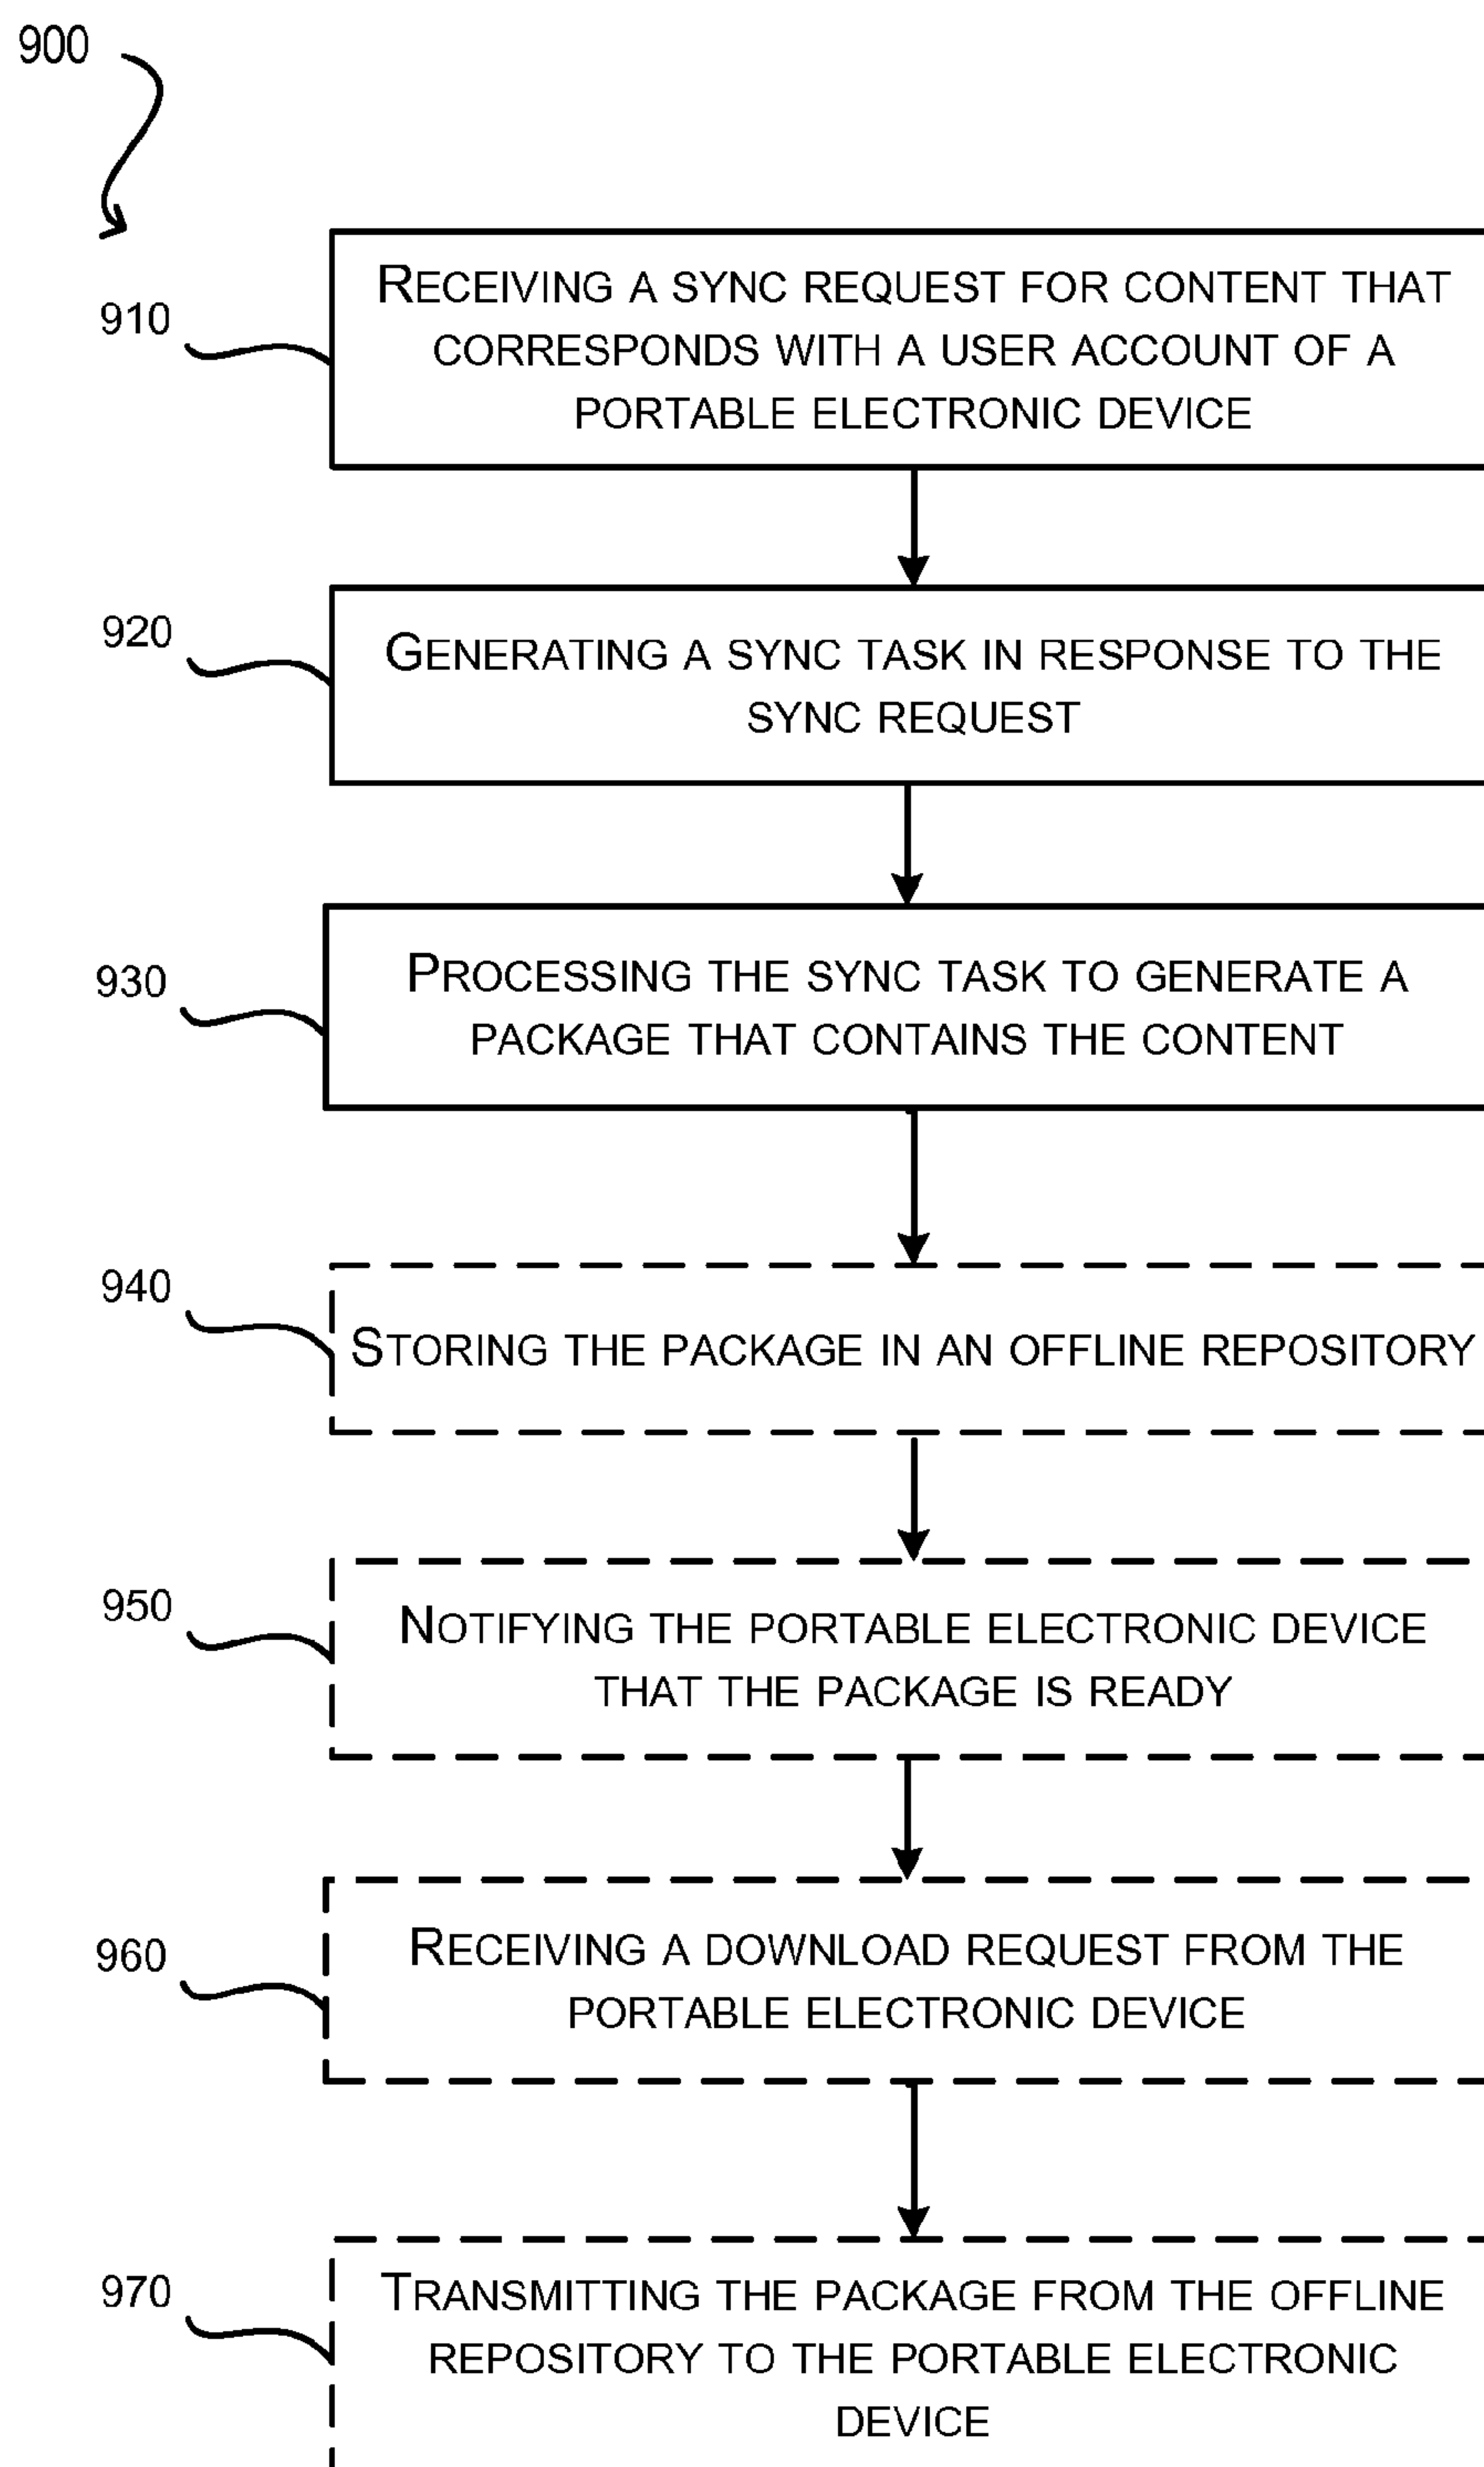 900
910
RECEIVING A SYNC REQUEST FOR CONTENT THAT
CORRESPONDS WITH A USER ACCOUNT OF A
PORTABLE ELECTRONIC DEVICE
920
GENERATING A SYNC TASK IN RESPONSE TO THE
SYNC REQUEST
930
PROCESSING THE SYNC TASK TO GENERATE A
PACKAGE THAT CONTAINS THE CONTENT
940
STORING THE PACKAGE IN AN OFFLINE REPOSITORY
950
NOTIFYING THE PORTABLE ELECTRONIC DEVICE
THAT THE PACKAGE IS READY
960
RECEIVING A DOWNLOAD REQUEST FROM THE
PORTABLE ELECTRONIC DEVICE
970
TRANSMITTING THE PACKAGE FROM THE OFFLINE
REPOSITORY TO THE PORTABLE ELECTRONIC
DEVICE